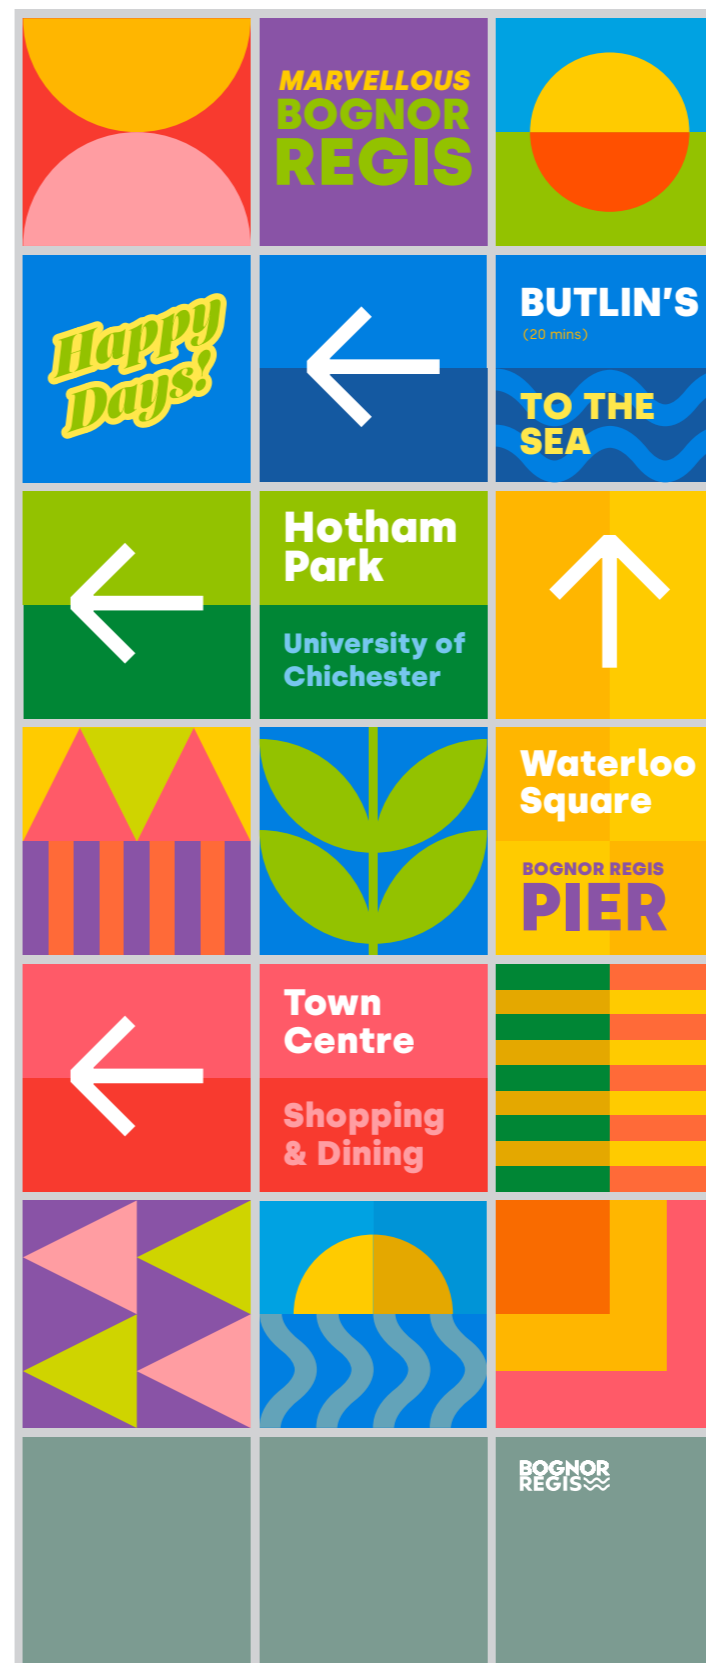 MARVELLOUS
BOGNOR
REGIS
Happy
Days!
BUTLIN'S
(20 mins)
TO THE
SEA
Hotham
Park
University of
Chichester
Waterloo
Square
BOGNOR REGIS
PIER
Town
Centre
Shopping
& Dining
BOGNOR
REGIS